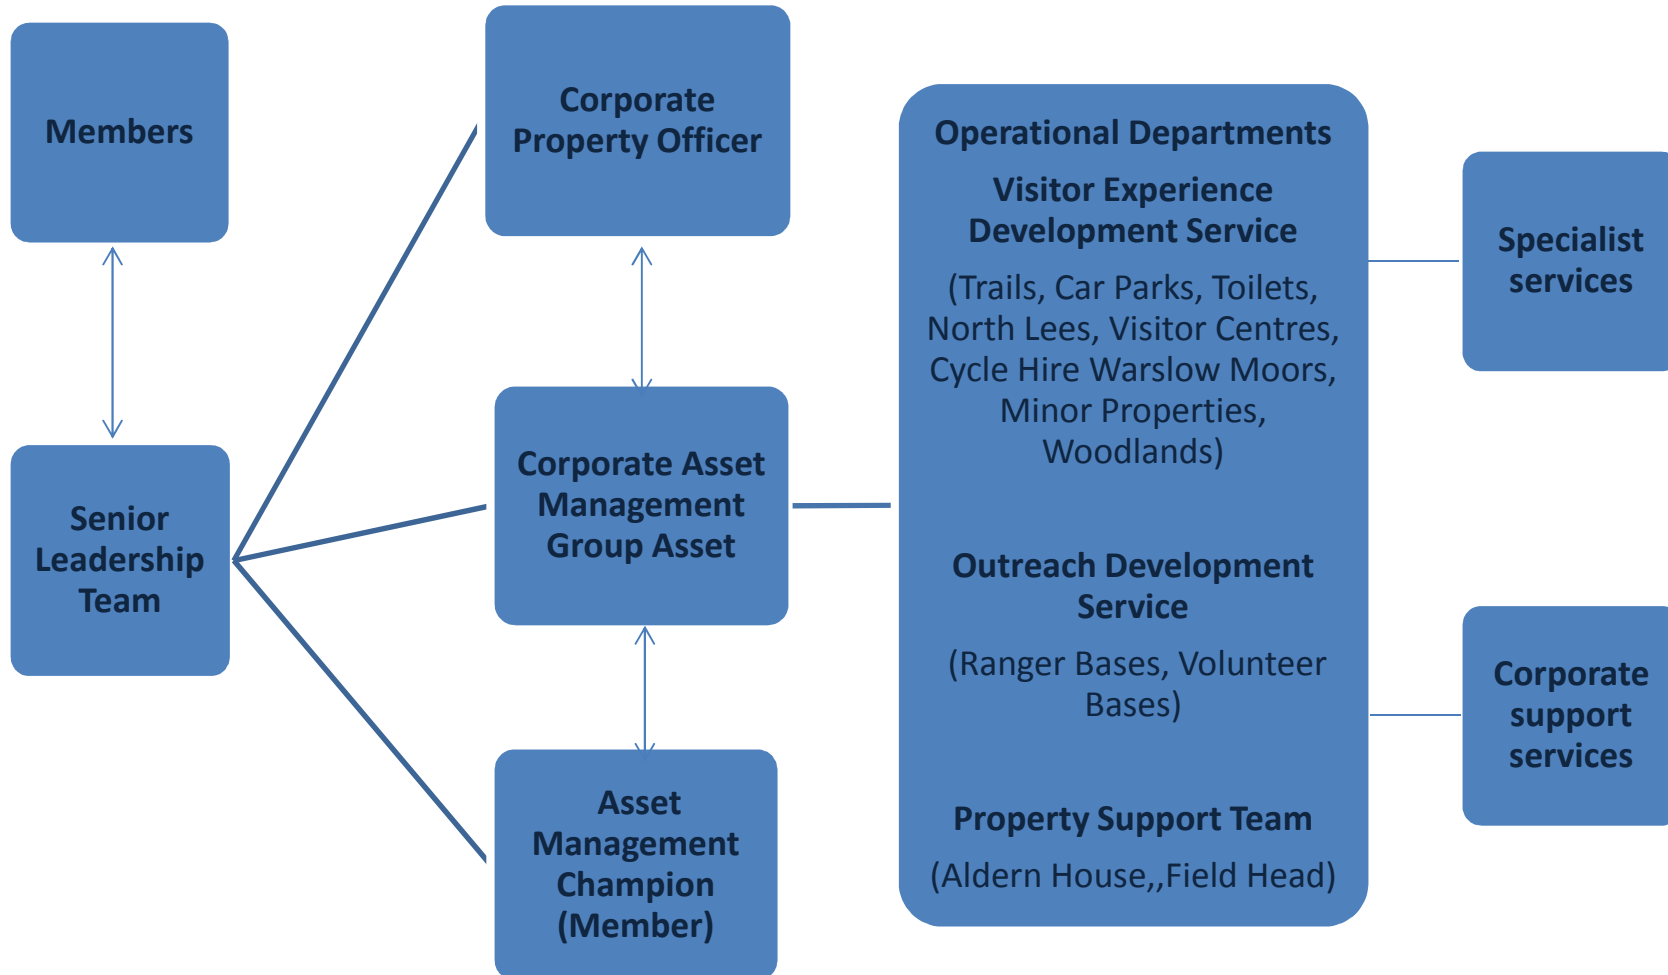 Members
Senior
Leadership
Team
Corporate
Property Officer
Corporate Asset
Management
Group Asset
Asset
Management
Champion
(Member)
Operational Departments
Visitor Experience
Development Service
(Trails, Car Parks, Toilets,
North Lees, Visitor Centres,
Cycle Hire Warslow Moors,
Minor Properties,
Woodlands)
Outreach Development
Service
(Ranger Bases, Volunteer
Bases)
Property Support Team
(Aldern House,,Field Head)
Specialist
services
Corporate
support
services